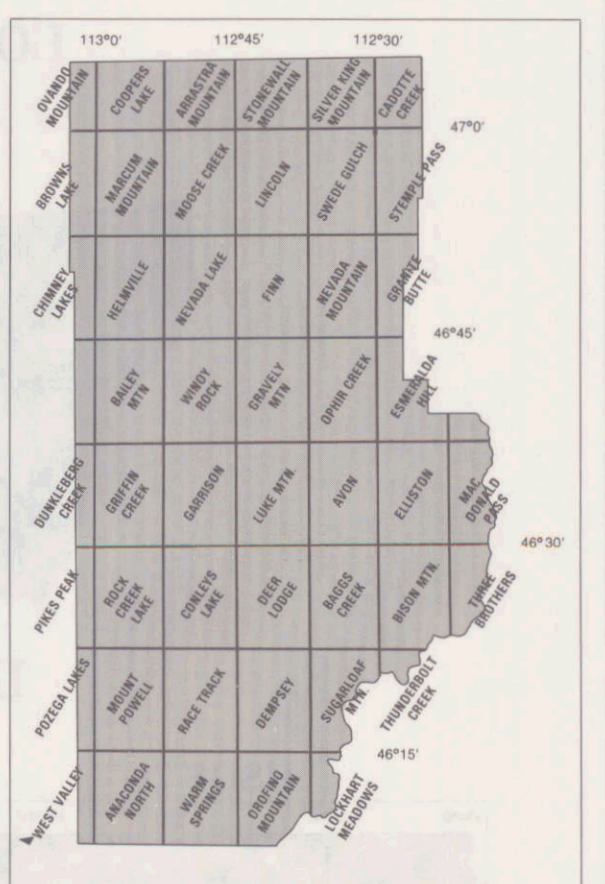 113°0'
112°45'
112°30'
OVANDO
MOUNTAIN
COOPERS
LAKE
ARRASTRA
MOUNTAIN
STONEWALL
MOUNTAIN
SILVER KING
MOUNTAIN
CADOTTE
CREEK
47°0'
BROWNS
LAKE
MARCUM
MOUNTAIN
MOOSE CREEK
LINCOLN
SWEDE GULCH
STEMPLE PASS
CHIMNEY
LAKES
HELMVILLE
NEVADA LAKE
FINN
NEVADA
MOUNTAIN
GRANITE
BUTTE
46°45'
BAILEY
MTN
WINDY
ROCK
GRAVELY
MTN
OPHIR CREEK
ESMERALDA
HILL
DUNKLEBERG
CREEK
GRIFFIN
CREEK
GARRISON
LUKE MTN.
AVON
ELLISTON
MAC
DONALD
PASS
46°30'
PIKES PEAK
ROCK
CREEK
LAKE
CONLEYS
LAKE
DEER
LODGE
BAGGS
CREEK
BISON MTN.
THREE
BROTHERS
POZEGA LAKES
MOUNT
POWELL
RACE TRACK
DEMPSEY
SUGARLOAF
MTN.
THUNDERBOLT
CREEK
46°15'
WEST VALLEY
ANACONDA
NORTH
WARM
SPRINGS
OROFINO
MOUNTAIN
LOCKHART
MEADOWS